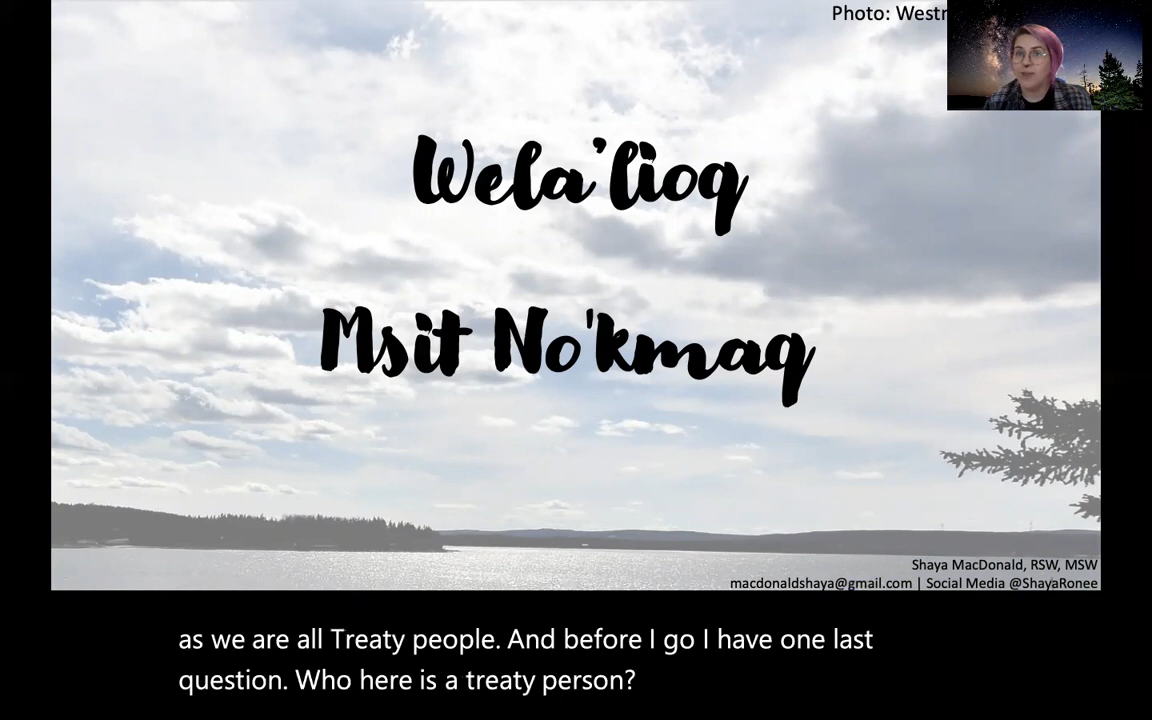 Photo:
Wela'lioq
Msit No'kmaq
Shaya MacDonald, RSW, MSW
macdonaldshaya@gmail.com | Social Media @ShayaRonee
as we are all Treaty people. And before I go I have one last
question. Who here is a treaty person?